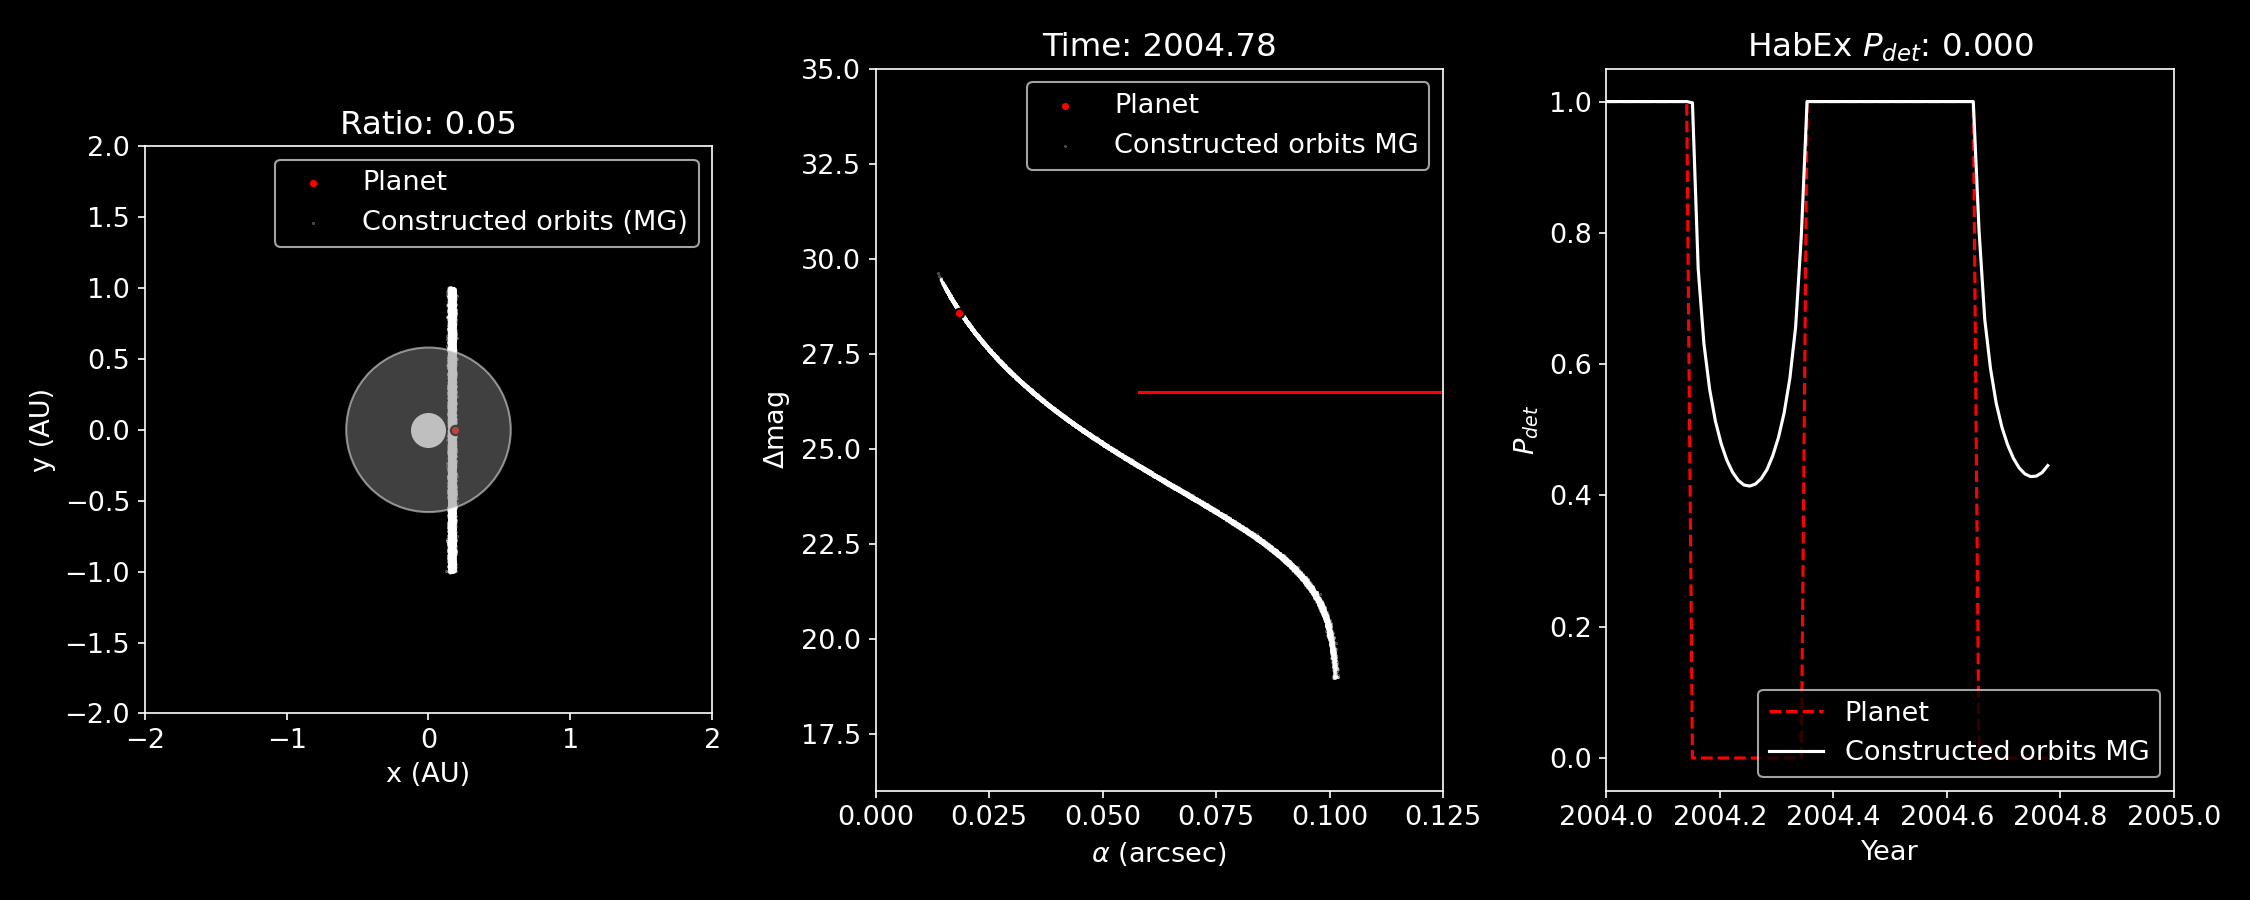 Ratio: 0.05
Planet
Constructed orbits (MG)
2.0
1.5
1.0
0.5
0.0
−0.5
−1.0
−1.5
−2.0
y (AU)
−2 −1 0 1 2
x (AU)
Time: 2004.78
Planet
Constructed orbits MG
35.0
32.5
30.0
27.5
25.0
22.5
20.0
17.5
Δmag
0.000 0.025 0.050 0.075 0.100 0.125
α (arcsec)
HabEx P_det: 0.000
1.0
0.8
0.6
0.4
0.2
0.0
P_det
Planet
Constructed orbits MG
2004.0 2004.2 2004.4 2004.6 2004.8 2005.0
Year